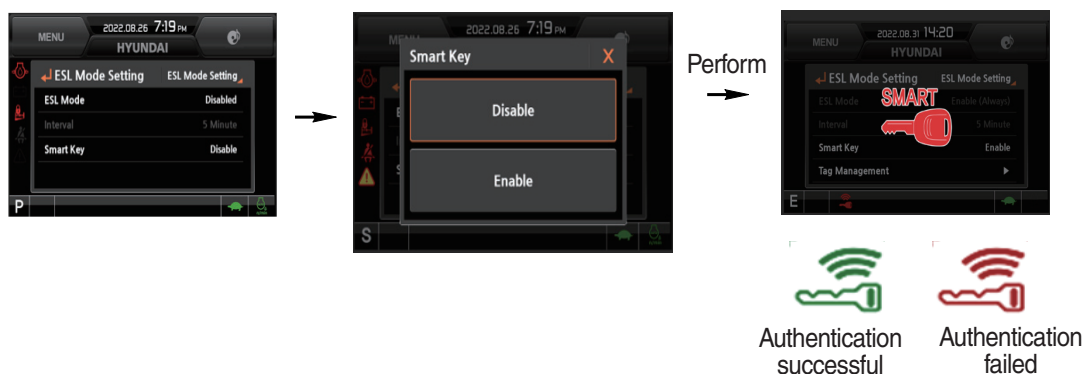 MENU
2022.08.26 7:19 PM
HYUNDAI
ESL Mode Setting
ESL Mode Setting
ESL Mode
Disabled
Interval
5 Minute
Smart Key
Disable
P
2022.08.26 7:19 PM
Smart Key
X
Disable
Enable
S
Perform
MENU
2022.08.31 14:20
HYUNDAI
ESL Mode Setting
ESL Mode Setting
ESL Mode
Enable (Always)
SMART
Interval
5 Minute
Smart Key
Enable
Tag Management
E
Authentication
successful
Authentication
failed